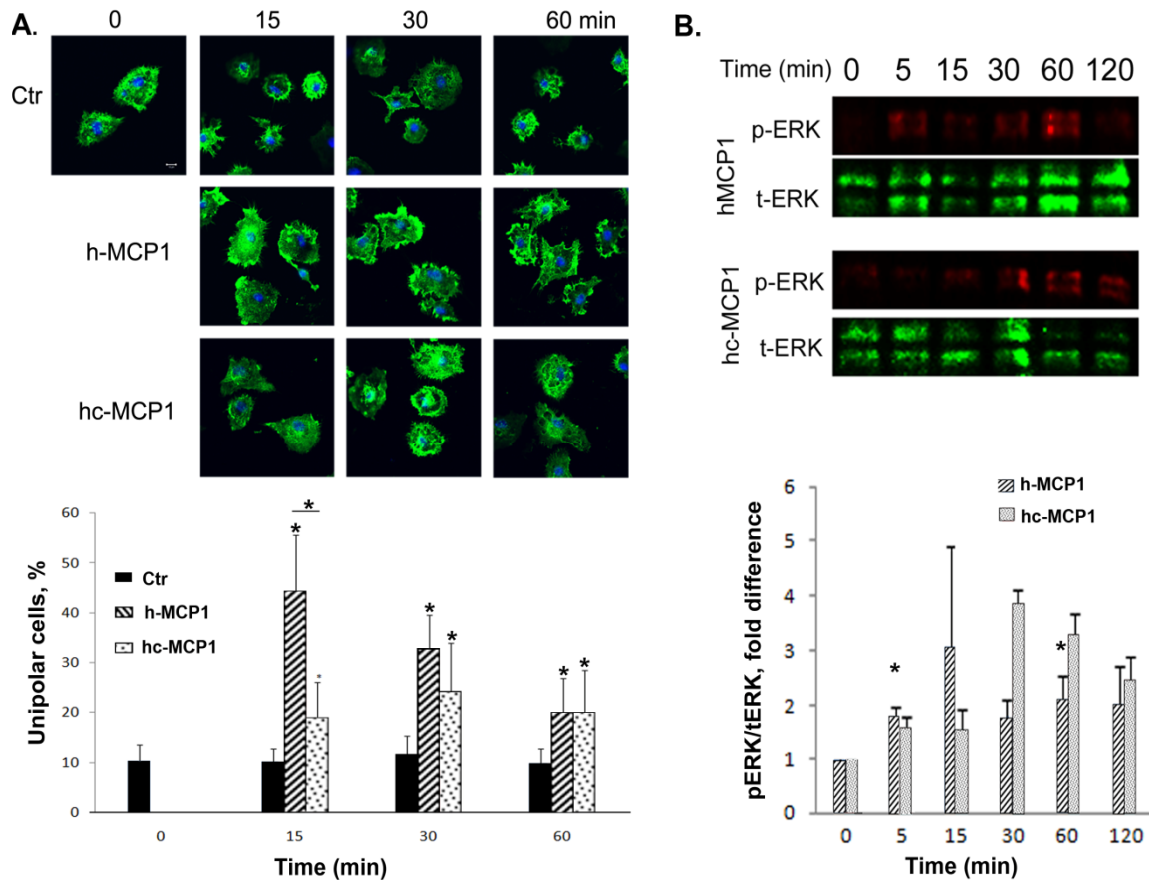 A.
0 15 30 60 min
Ctr
h-MCP1
hc-MCP1
Unipolar cells, %
60
50
40
30
20
10
0
Ctr
h-MCP1
hc-MCP1
*
*
*
*
*
*
*
0 15 30 60
Time (min)
B.
Time (min) 0 5 15 30 60 120
hMCP1
p-ERK
t-ERK
hc-MCP1
p-ERK
t-ERK
pERK/tERK, fold difference
6
5
4
3
2
1
0
h-MCP1
hc-MCP1
*
*
0 5 15 30 60 120
Time (min)